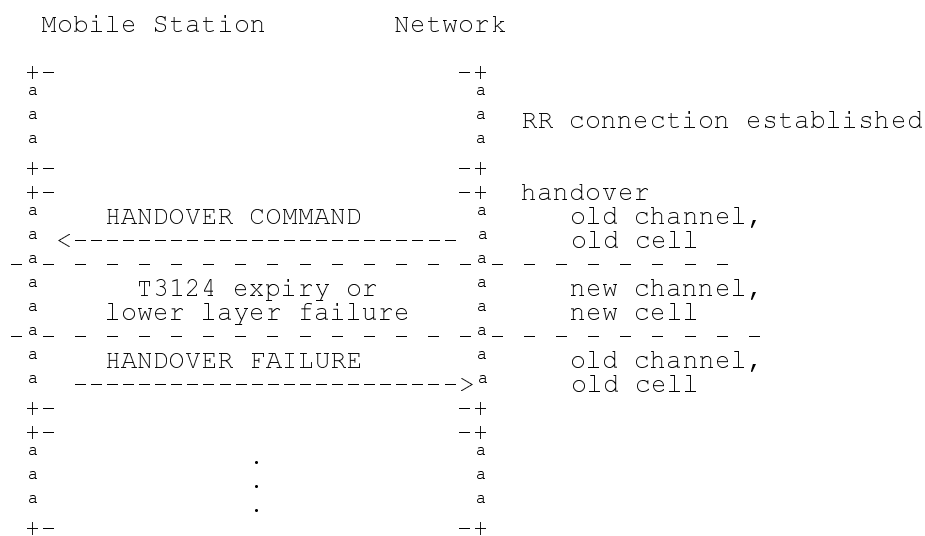 Mobile Station Network
+- -+
a a
a a RR connection established
a a
+- -+
+- -+ handover
a HANDOVER COMMAND a old channel,
a <------------------------ a old cell
- a - - - - - - - - - - - - - - a - - - - - - - -
a T3124 expiry or a new channel,
a lower layer failure a new cell
- a - - - - - - - - - - - - - - a - - - - - - - - -
a HANDOVER FAILURE a old channel,
a ------------------------> a old cell
+- -+
+- -+
a . a
a . a
a . a
+- -+